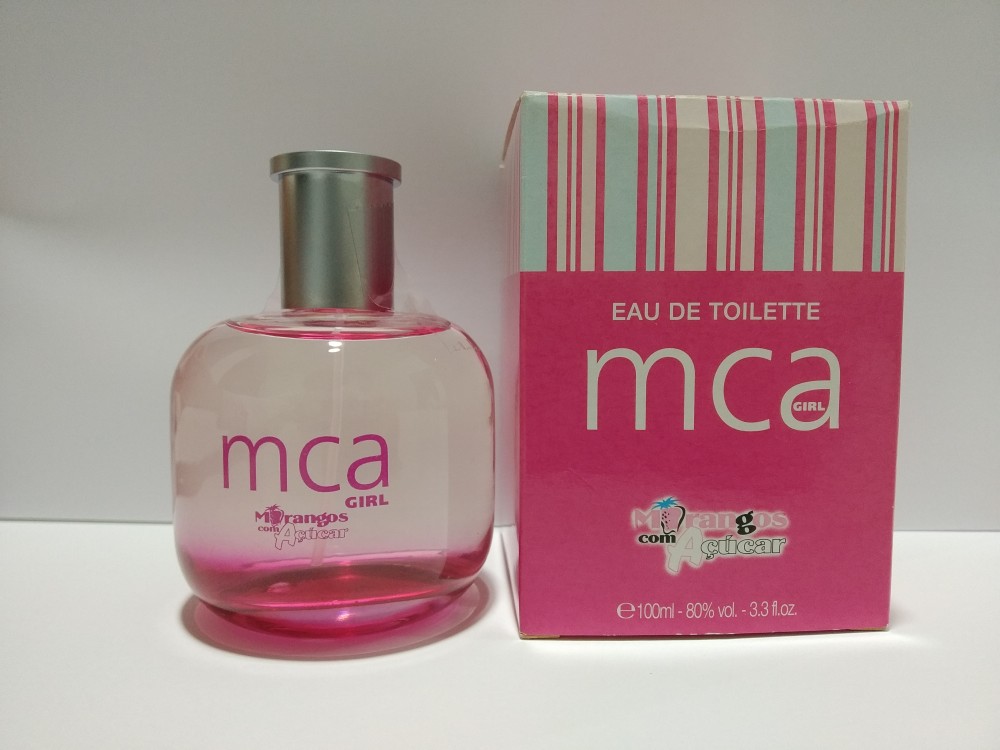 mca
GIRL
Morangos
com Açúcar
EAU DE TOILETTE
mca
GIRL
Morangos
com Açúcar
e 100ml - 80% vol. - 3.3 fl.oz.